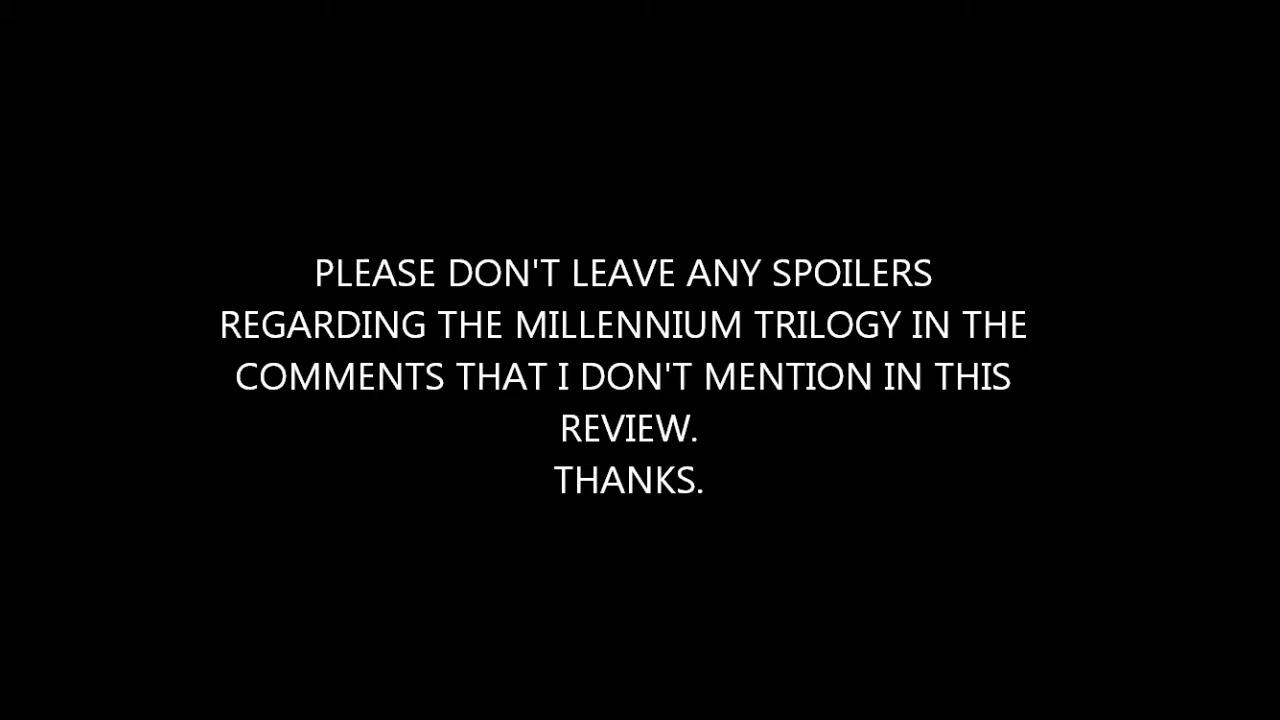 PLEASE DON'T LEAVE ANY SPOILERS
REGARDING THE MILLENNIUM TRILOGY IN THE
COMMENTS THAT I DON'T MENTION IN THIS
REVIEW.
THANKS.